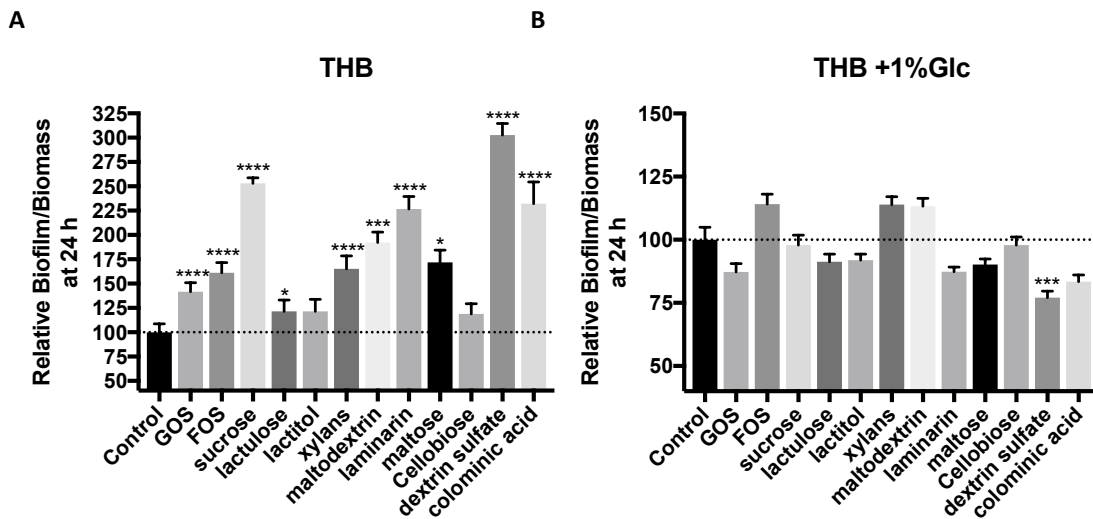 A
THB
Relative Biofilm/Biomass
at 24 h
325
300
275
250
225
200
175
150
125
100
75
50
****
****
****
*
****
***
****
*
****
****
Control
GOS
FOS
sucrose
lactulose
lactitol
xylans
maltodextrin
laminarin
maltose
Cellobiose
dextrin sulfate
colominic acid
B
THB +1%Glc
Relative Biofilm/Biomass
at 24 h
150
125
100
75
50
***
Control
GOS
FOS
sucrose
lactulose
lactitol
xylans
maltodextrin
laminarin
maltose
Cellobiose
dextrin sulfate
colominic acid